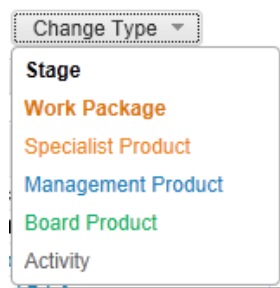 Change Type
Stage
Work Package
Specialist Product
Management Product
Board Product
Activity